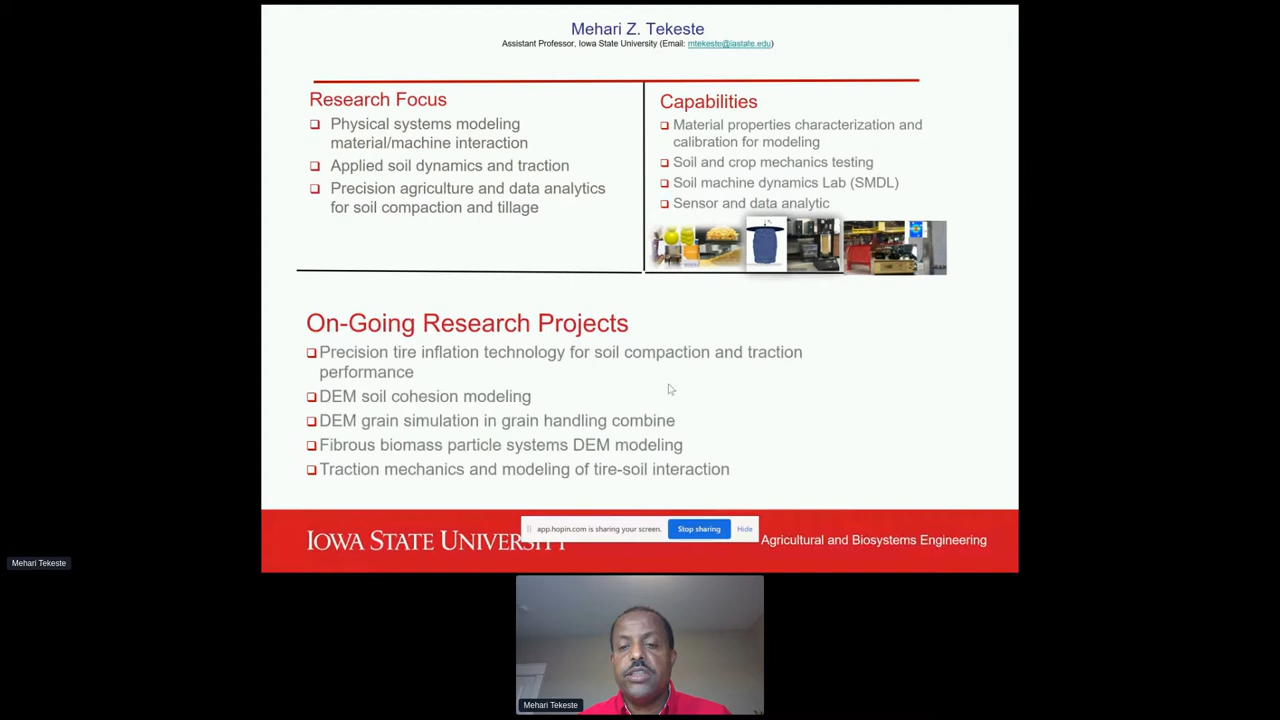 Mehari Z. Tekeste
Assistant Professor, Iowa State University (Email: mtekeste@iastate.edu)
Research Focus
Physical systems modeling
material/machine interaction
Applied soil dynamics and traction
Precision agriculture and data analytics
for soil compaction and tillage
Capabilities
Material properties characterization and
calibration for modeling
Soil and crop mechanics testing
Soil machine dynamics Lab (SMDL)
Sensor and data analytic
On-Going Research Projects
Precision tire inflation technology for soil compaction and traction
performance
DEM soil cohesion modeling
DEM grain simulation in grain handling combine
Fibrous biomass particle systems DEM modeling
Traction mechanics and modeling of tire-soil interaction
app.hopin.com is sharing your screen. Stop sharing Hide
IOWA STATE UNIVERSITY
Agricultural and Biosystems Engineering
Mehari Tekeste
Mehari Tekeste